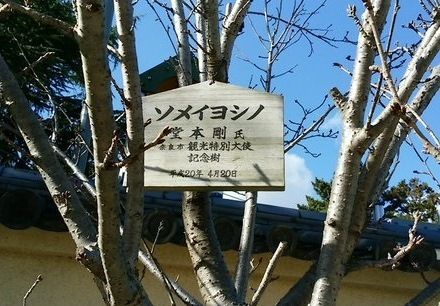 ソメイヨシノ
堂本剛氏
奈良市 観光特別大使
記念樹
平成20年 4月20日